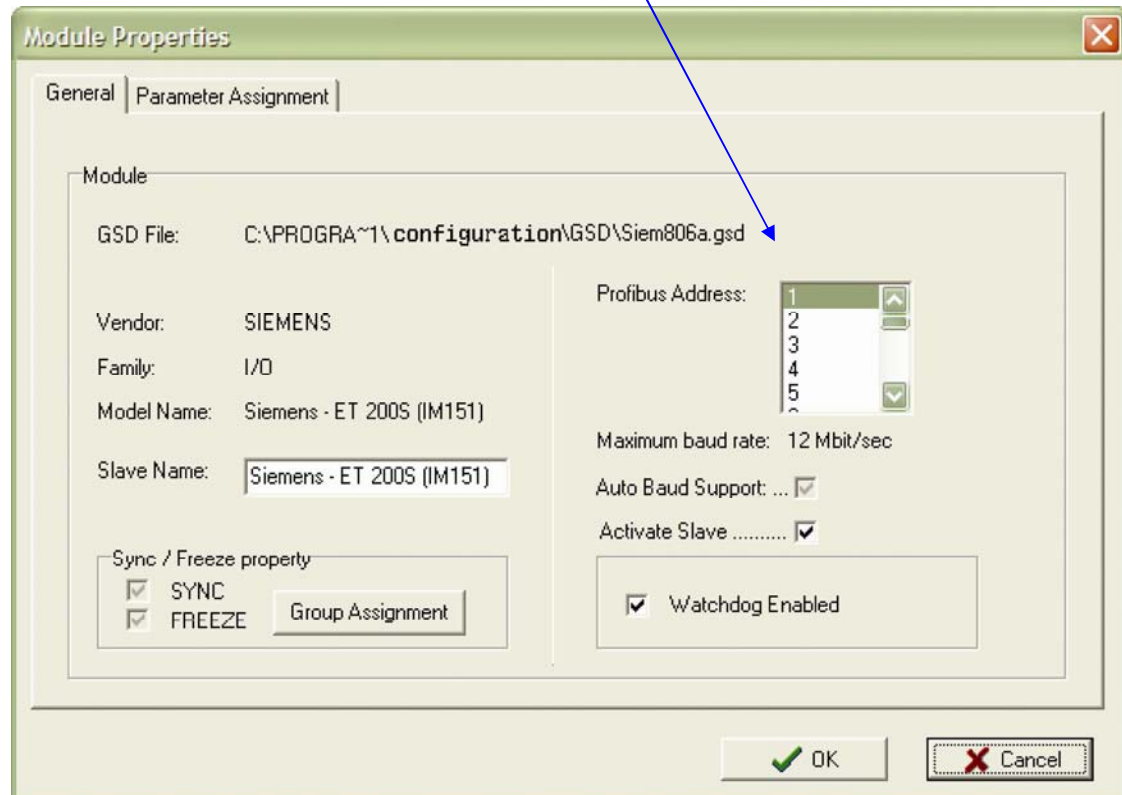 Module Properties
General
Parameter Assignment
Module
GSD File: C:\PROGRA~1\configuration\GSD\Siem806a.gsd
Vendor: SIEMENS
Family: I/O
Model Name: Siemens - ET 200S (IM151)
Slave Name: Siemens - ET 200S (IM151)
Sync / Freeze property
SYNC
FREEZE
Group Assignment
Profibus Address:
1
2
3
4
5
Maximum baud rate: 12 Mbit/sec
Auto Baud Support: ...
Activate Slave ..........
Watchdog Enabled
OK
Cancel